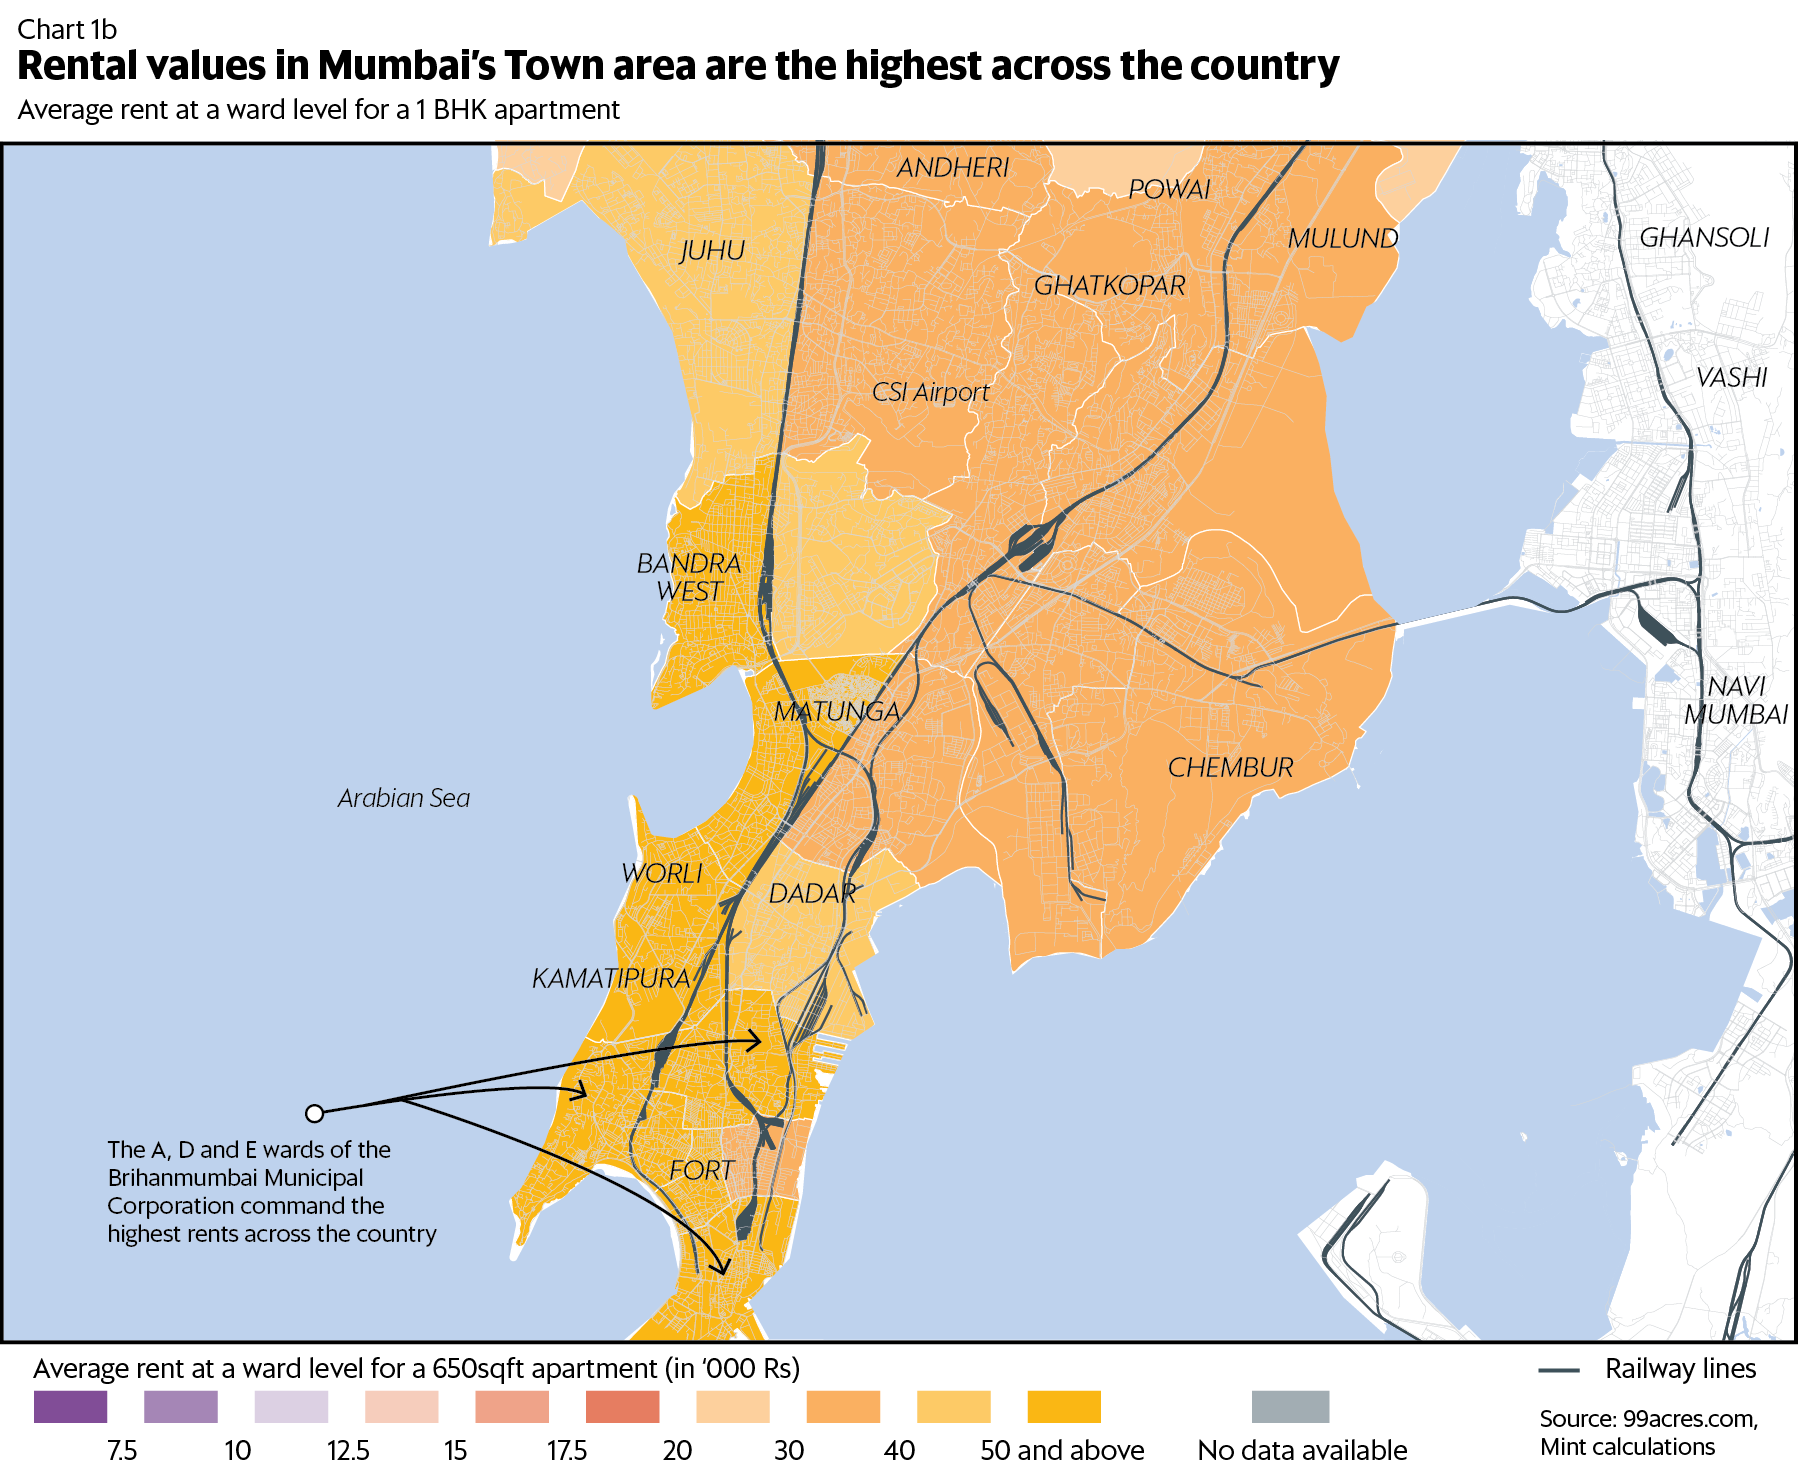 Chart 1b
Rental values in Mumbai's Town area are the highest across the country
Average rent at a ward level for a 1 BHK apartment
ANDHERI
POWAI
MULUND
GHANSOLI
JUHU
GHATKOPAR
VASHI
CSI Airport
BANDRA
WEST
NAVI
MUMBAI
MATUNGA
CHEMBUR
Arabian Sea
WORLI
DADAR
KAMATIPURA
FORT
The A, D and E wards of the
Brihanmumbai Municipal
Corporation command the
highest rents across the country
Average rent at a ward level for a 650sqft apartment (in ‘000 Rs)
7.5 10 12.5 15 17.5 20 30 40 50 and above No data available
Railway lines
Source: 99acres.com,
Mint calculations